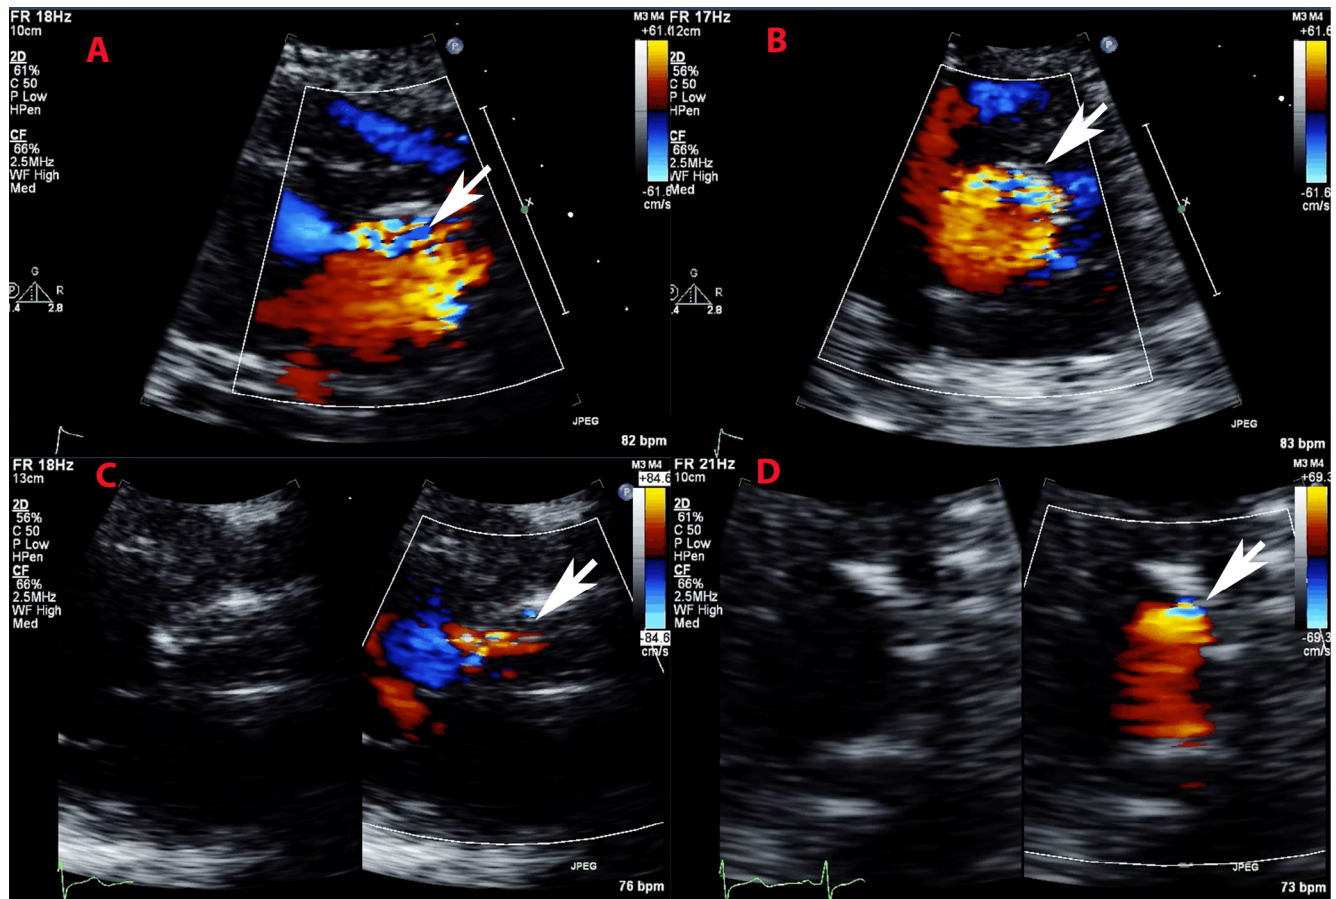 FR 18Hz
10cm
A
2D
61%
C 50
P Low
HPen
CF
66%
2.5MHz
WF High
Med
M3 M4
+61.6
-61.6
cm/s
P
x
G
P R
1.4 2.8
JPEG
82 bpm
FR 17Hz
12cm
B
2D
56%
C 50
P Low
HPen
CF
66%
2.5MHz
WF High
Med
M3 M4
+61.6
-61.6
cm/s
P
x
G
P R
.4 2.8
JPEG
83 bpm
FR 18Hz
13cm
C
2D
56%
C 50
P Low
HPen
CF
66%
2.5MHz
WF High
Med
M3 M4
+84.6
-84.6
cm/s
P
JPEG
76 bpm
FR 21Hz
10cm
D
2D
61%
C 50
P Low
HPen
CF
66%
2.5MHz
WF High
Med
M3 M4
+69.3
-69.3
cm/s
JPEG
73 bpm